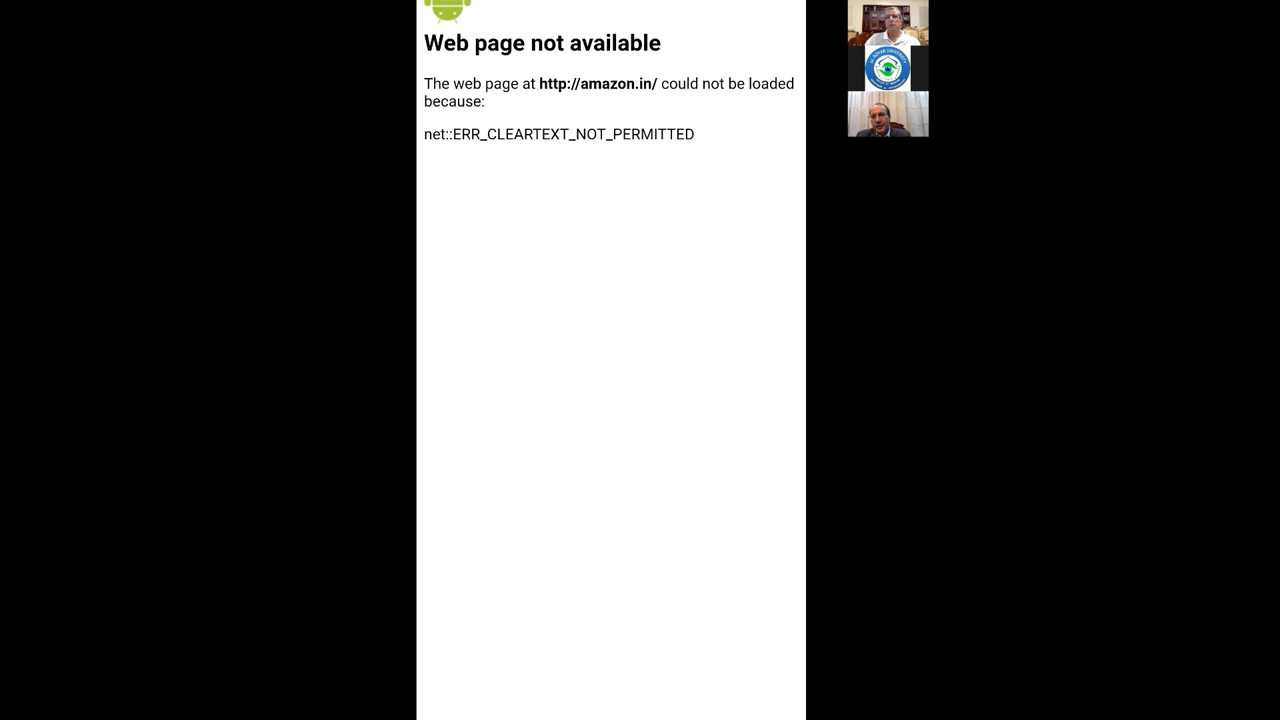 Web page not available
The web page at http://amazon.in/ could not be loaded
because:
net::ERR_CLEARTEXT_NOT_PERMITTED